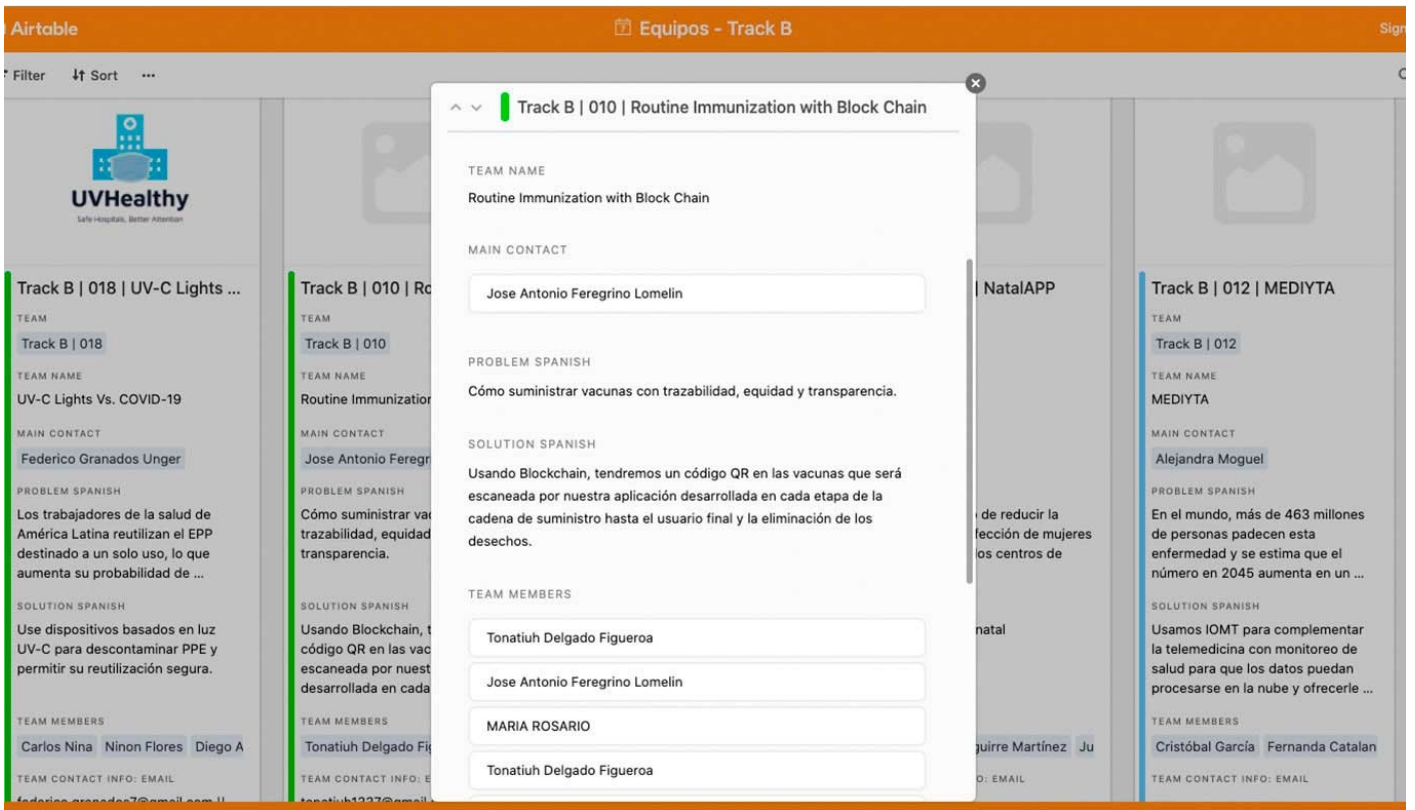 Airtable
Equipos - Track B
Sign
Filter
Sort
UVHealthy
Safe Hospitals, Better Attention
Track B | 018 | UV-C Lights ...
TEAM
Track B | 018
TEAM NAME
UV-C Lights Vs. COVID-19
MAIN CONTACT
Federico Granados Unger
PROBLEM SPANISH
Los trabajadores de la salud de
América Latina reutilizan el EPP
destinado a un solo uso, lo que
aumenta su probabilidad de ...
SOLUTION SPANISH
Use dispositivos basados en luz
UV-C para descontaminar PPE y
permitir su reutilización segura.
TEAM MEMBERS
Carlos Nina Ninon Flores Diego A
TEAM CONTACT INFO: EMAIL
Track B | 010 | Ro
TEAM
Track B | 010
TEAM NAME
Routine Immunization
MAIN CONTACT
Jose Antonio Feregr
PROBLEM SPANISH
Cómo suministrar vac
trazabilidad, equidad
transparencia.
SOLUTION SPANISH
Usando Blockchain, t
código QR en las vac
escaneada por nuest
desarrollada en cada
TEAM MEMBERS
Tonatiuh Delgado Fig
TEAM CONTACT INFO: E
Track B | 010 | Routine Immunization with Block Chain
TEAM NAME
Routine Immunization with Block Chain
MAIN CONTACT
Jose Antonio Feregrino Lomelin
PROBLEM SPANISH
Cómo suministrar vacunas con trazabilidad, equidad y transparencia.
SOLUTION SPANISH
Usando Blockchain, tendremos un código QR en las vacunas que será
escaneada por nuestra aplicación desarrollada en cada etapa de la
cadena de suministro hasta el usuario final y la eliminación de los
desechos.
TEAM MEMBERS
Tonatiuh Delgado Figueroa
Jose Antonio Feregrino Lomelin
MARIA ROSARIO
Tonatiuh Delgado Figueroa
| NatalAPP
de reducir la
fección de mujeres
los centros de
natal
guirre Martínez Ju
O: EMAIL
Track B | 012 | MEDIYTA
TEAM
Track B | 012
TEAM NAME
MEDIYTA
MAIN CONTACT
Alejandra Moguel
PROBLEM SPANISH
En el mundo, más de 463 millones
de personas padecen esta
enfermedad y se estima que el
número en 2045 aumenta en un ...
SOLUTION SPANISH
Usamos IOMT para complementar
la telemedicina con monitoreo de
salud para que los datos puedan
procesarse en la nube y ofrecerle ...
TEAM MEMBERS
Cristóbal García Fernanda Catalan
TEAM CONTACT INFO: EMAIL